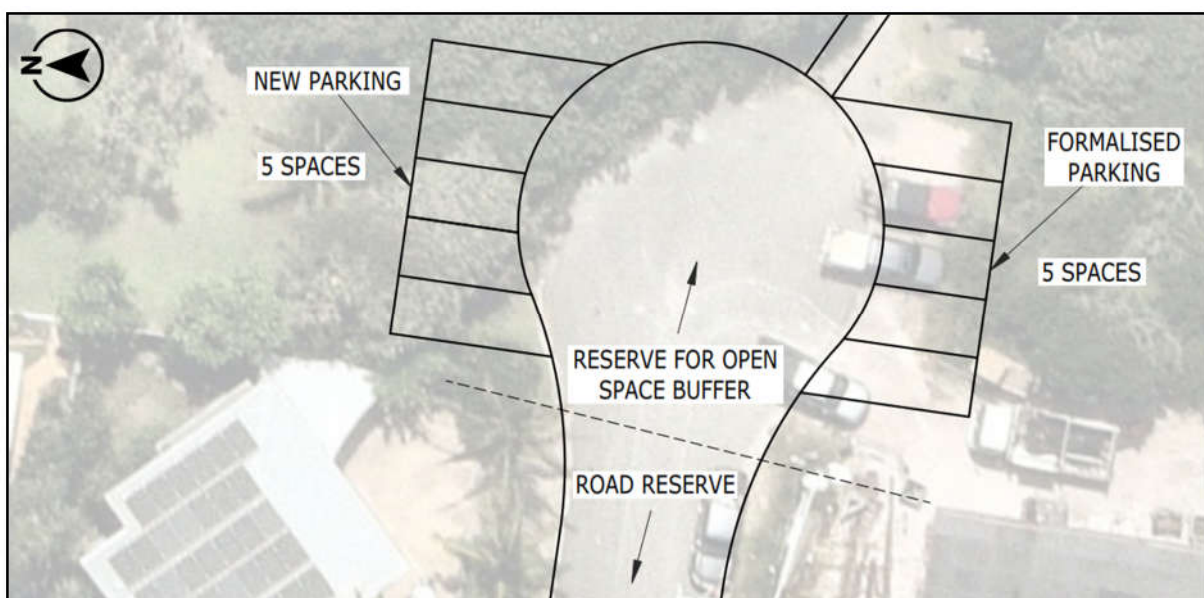 N
NEW PARKING
5 SPACES
FORMALISED
PARKING
5 SPACES
RESERVE FOR OPEN
SPACE BUFFER
ROAD RESERVE